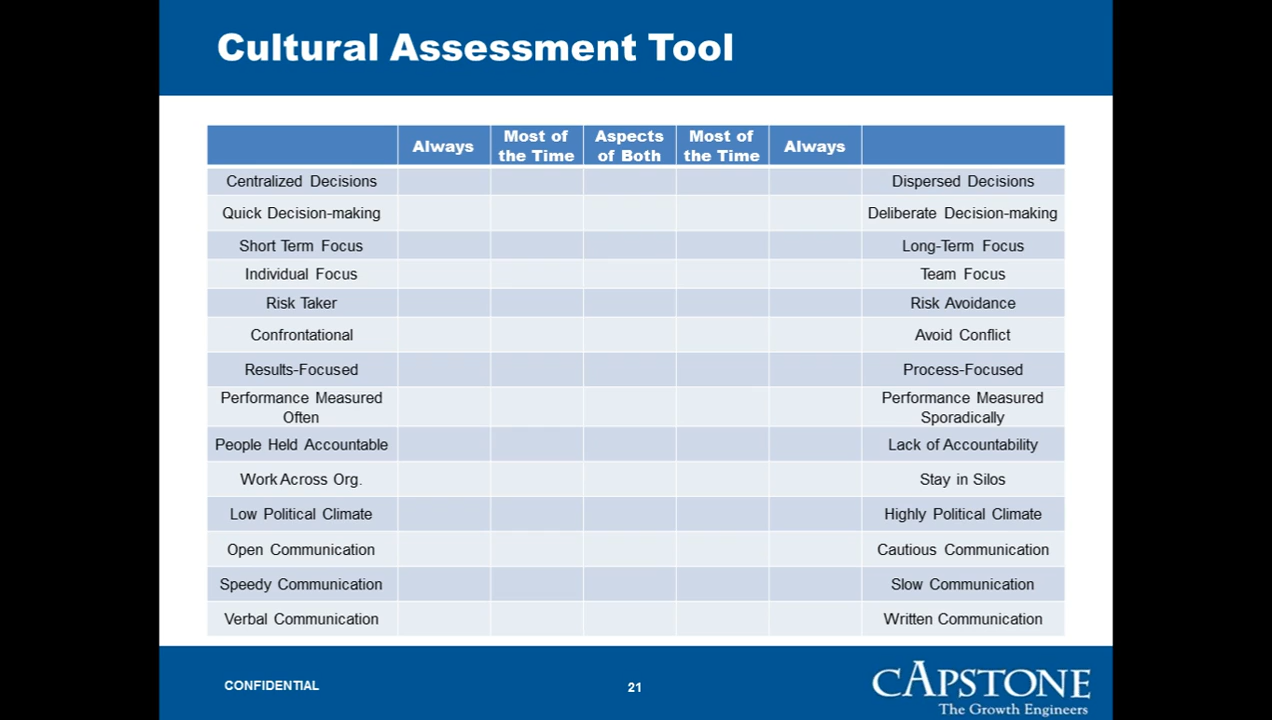 Cultural Assessment Tool
Always
Most of
the Time
Aspects
of Both
Most of
the Time
Always
Centralized Decisions
Dispersed Decisions
Quick Decision-making
Deliberate Decision-making
Short Term Focus
Long-Term Focus
Individual Focus
Team Focus
Risk Taker
Risk Avoidance
Confrontational
Avoid Conflict
Results-Focused
Process-Focused
Performance Measured
Often
Performance Measured
Sporadically
People Held Accountable
Lack of Accountability
Work Across Org.
Stay in Silos
Low Political Climate
Highly Political Climate
Open Communication
Cautious Communication
Speedy Communication
Slow Communication
Verbal Communication
Written Communication
CONFIDENTIAL
21
CAPSTONE
The Growth Engineers